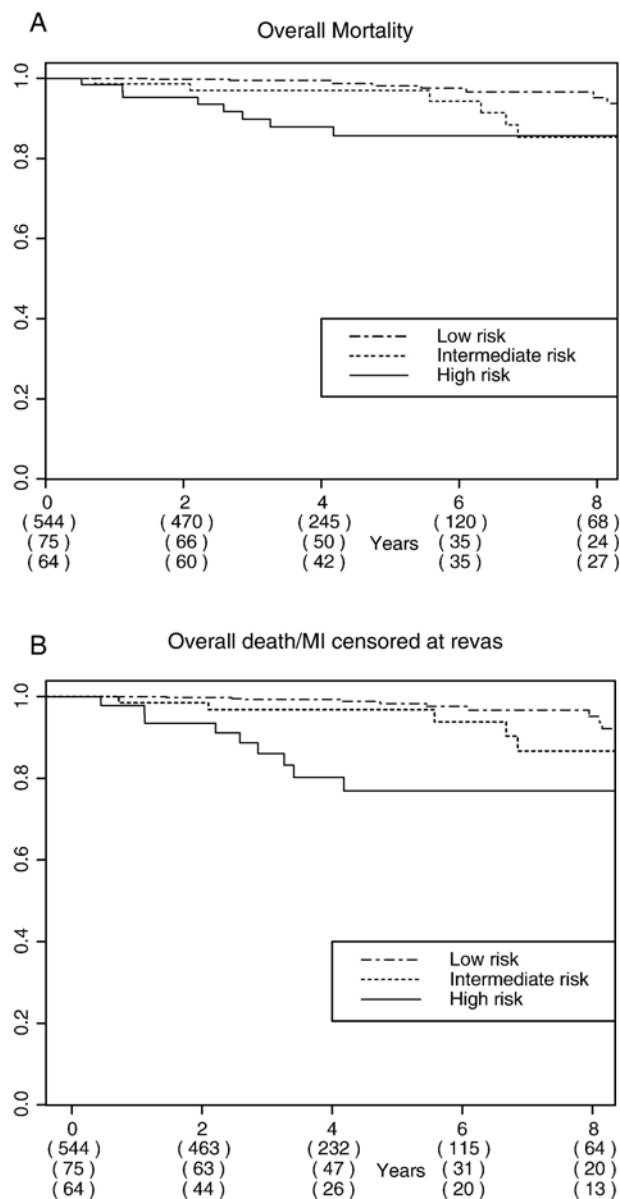 A
Overall Mortality
1.0
0.8
0.6
0.4
0.2
0.0
Low risk
Intermediate risk
High risk
0 2 4 6 8
( 544 ) ( 470 ) ( 245 ) ( 120 ) ( 68 )
( 75 ) ( 66 ) ( 50 ) Years ( 35 ) ( 24 )
( 64 ) ( 60 ) ( 42 ) ( 35 ) ( 27 )
B
Overall death/MI censored at revas
1.0
0.8
0.6
0.4
0.2
0.0
Low risk
Intermediate risk
High risk
0 2 4 6 8
( 544 ) ( 463 ) ( 232 ) ( 115 ) ( 64 )
( 75 ) ( 63 ) ( 47 ) Years ( 31 ) ( 20 )
( 64 ) ( 44 ) ( 26 ) ( 20 ) ( 13 )